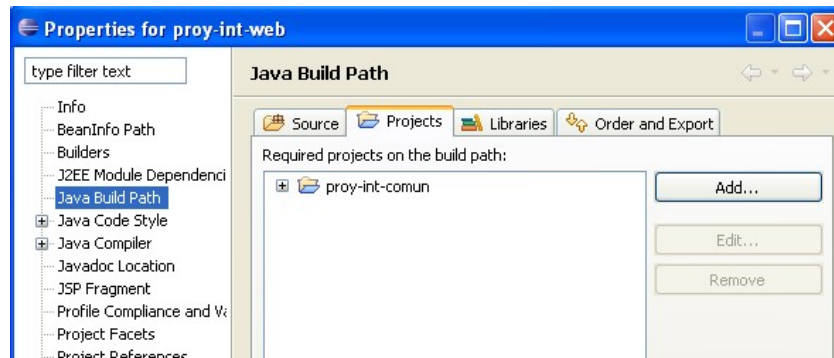 Properties for proy-int-web
type filter text
Info
BeanInfo Path
Builders
J2EE Module Dependenci
Java Build Path
Java Code Style
Java Compiler
Javadoc Location
JSP Fragment
Profile Compliance and Va
Project Facets
Project References
Java Build Path
Source
Projects
Libraries
Order and Export
Required projects on the build path:
proy-int-comun
Add...
Edit...
Remove